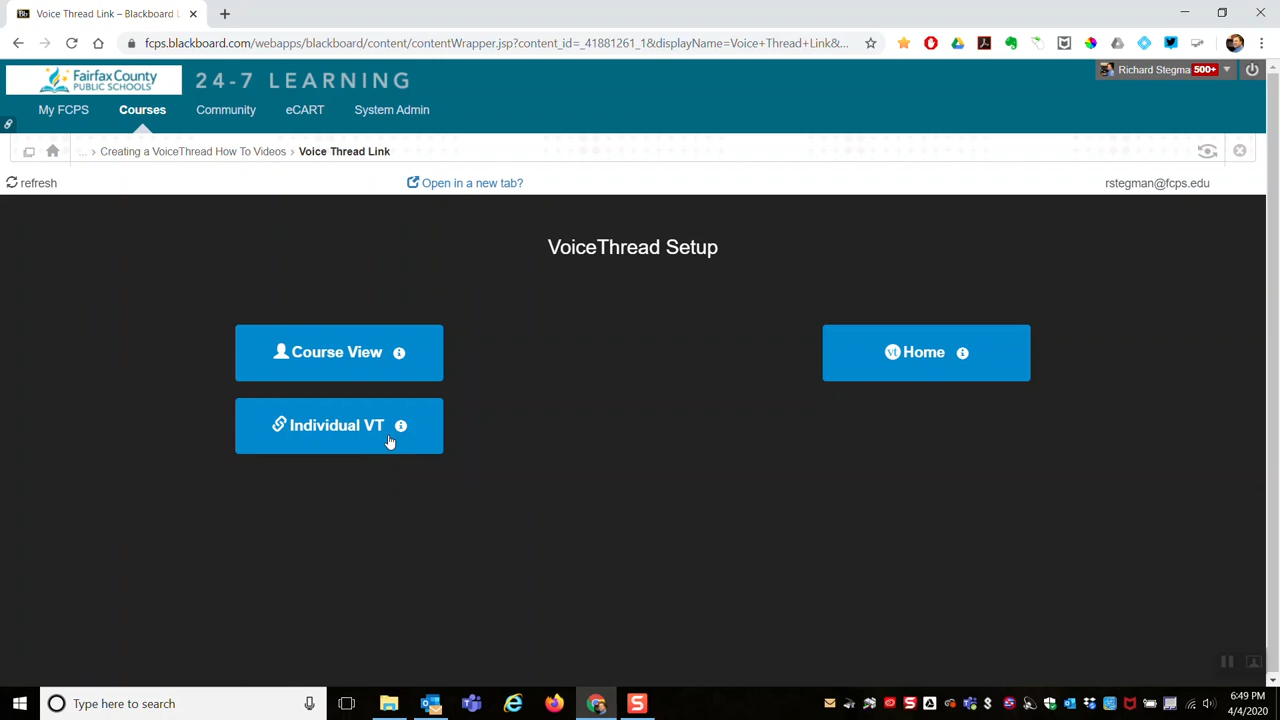 Voice Thread Link – Blackboard L
fcps.blackboard.com/webapps/blackboard/content/contentWrapper.jsp?content_id=_41881261_1&displayName=Voice+Thread+Link&...
Fairfax County
PUBLIC SCHOOLS
24-7 LEARNING
Richard Stegma 500+
My FCPS Courses Community eCART System Admin
... > Creating a VoiceThread How To Videos > Voice Thread Link
refresh Open in a new tab? rstegman@fcps.edu
VoiceThread Setup
Course View
vt Home
Individual VT
Type here to search
6:49 PM
4/4/2020